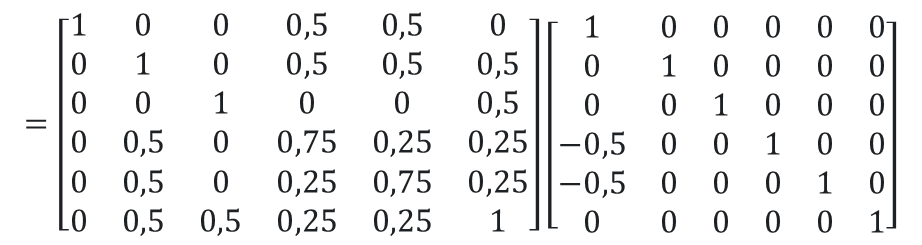 [1 0 0 0,5 0,5 0] [1 0 0 0 0 0]
[0 1 0 0,5 0,5 0,5] [0 1 0 0 0 0]
[0 0 1 0 0 0,5] [0 0 1 0 0 0]
= [0 0,5 0 0,75 0,25 0,25] [−0,5 0 0 1 0 0]
[0 0,5 0 0,25 0,75 0,25] [−0,5 0 0 0 1 0]
[0 0,5 0,5 0,25 0,25 1] [0 0 0 0 0 1]